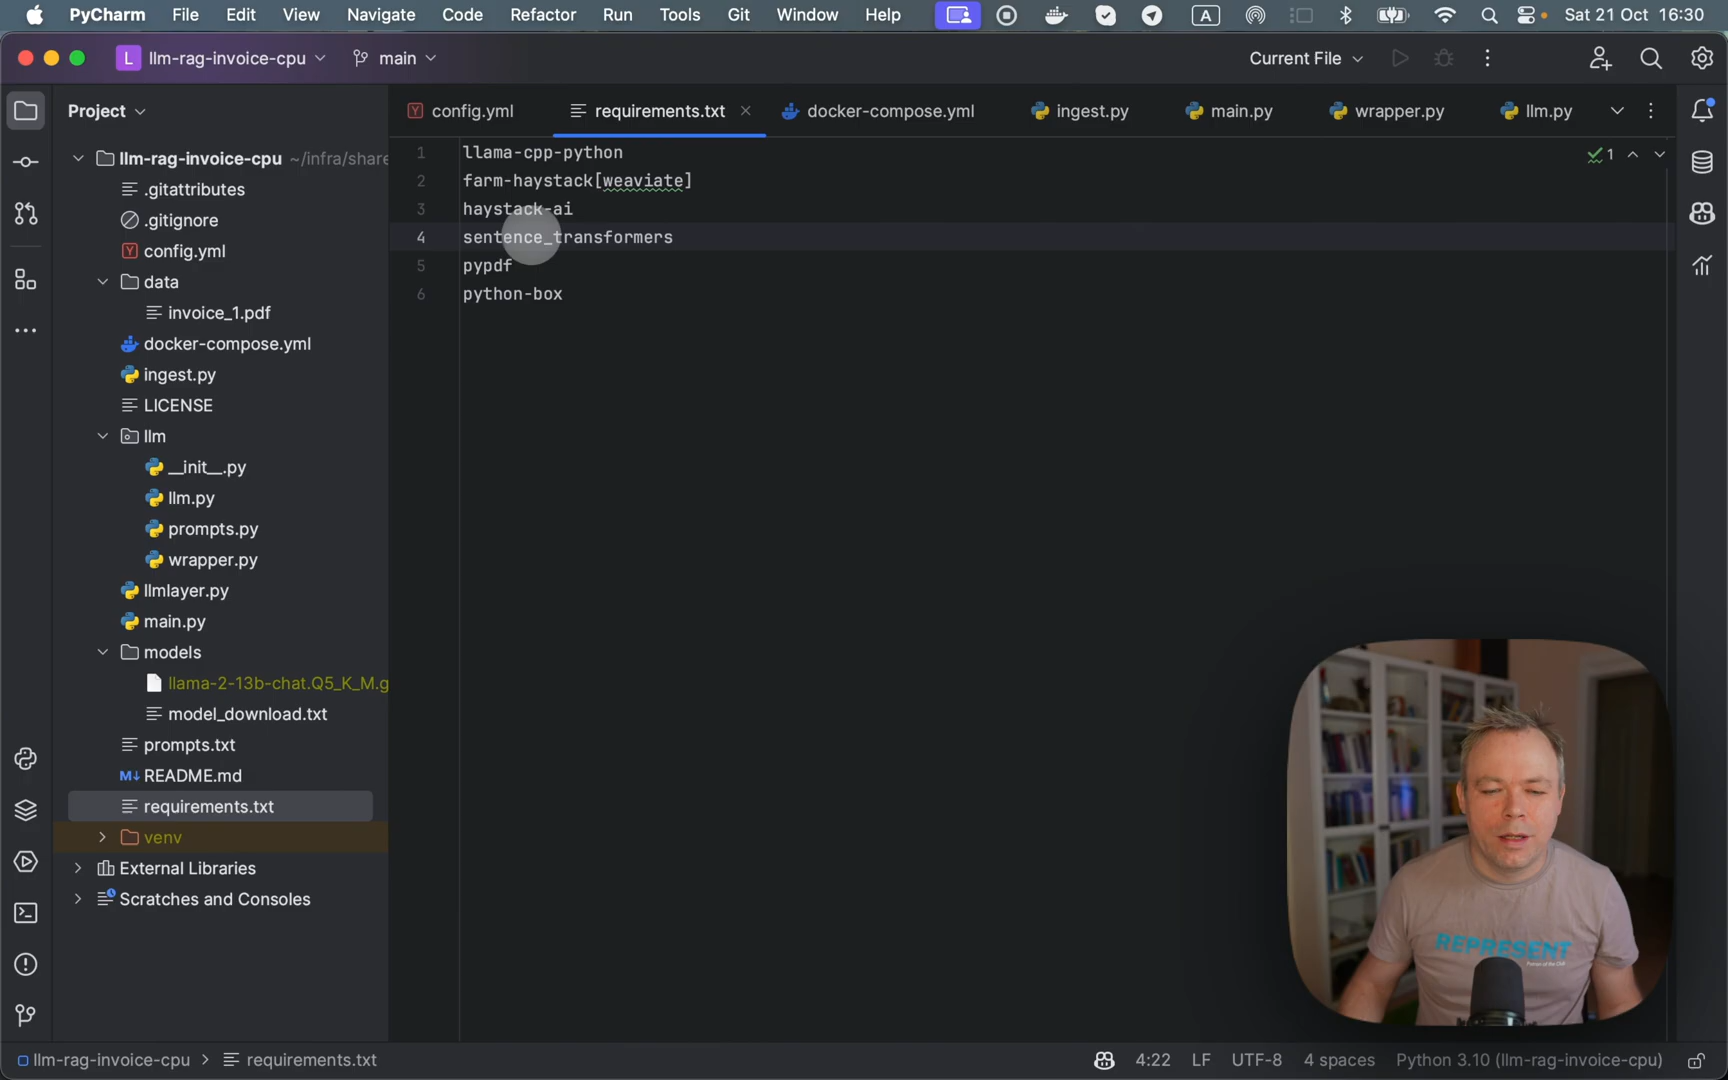 PyCharm File Edit View Navigate Code Refactor Run Tools Git Window Help A Sat 21 Oct 16:30
L llm-rag-invoice-cpu main Current File
Project
config.yml requirements.txt docker-compose.yml ingest.py main.py wrapper.py llm.py
llm-rag-invoice-cpu ~/infra/share
.gitattributes
.gitignore
config.yml
data
invoice_1.pdf
docker-compose.yml
ingest.py
LICENSE
llm
__init__.py
llm.py
prompts.py
wrapper.py
llmlayer.py
main.py
models
llama-2-13b-chat.Q5_K_M.g
model_download.txt
prompts.txt
M↓ README.md
requirements.txt
venv
External Libraries
Scratches and Consoles
1 llama-cpp-python
2 farm-haystack[weaviate]
3 haystack-ai
4 sentence_transformers
5 pypdf
6 python-box
1
REPRESENT
llm-rag-invoice-cpu > requirements.txt 4:22 LF UTF-8 4 spaces Python 3.10 (llm-rag-invoice-cpu)